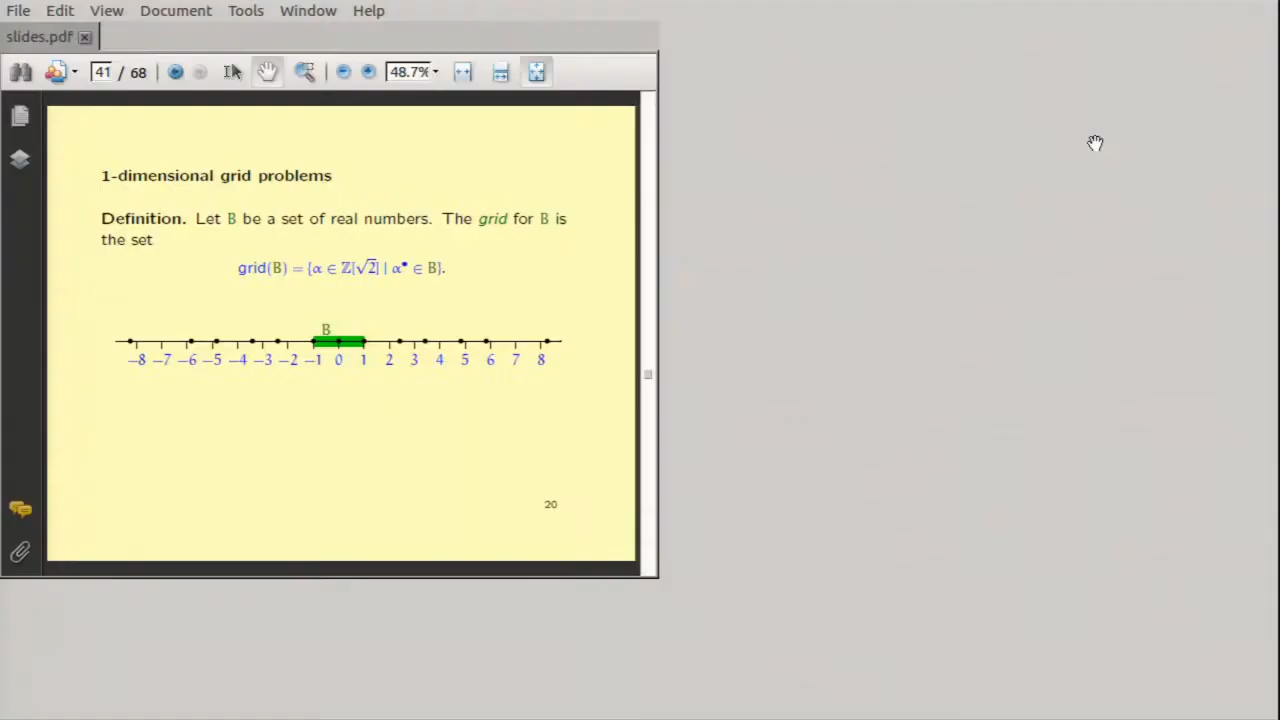 File Edit View Document Tools Window Help
slides.pdf
41 / 68 48.7%
1-dimensional grid problems
Definition. Let B be a set of real numbers. The grid for B is
the set
grid(B) = {α ∈ ℤ[√2] | α• ∈ B}.
B
−8 −7 −6 −5 −4 −3 −2 −1 0 1 2 3 4 5 6 7 8
20